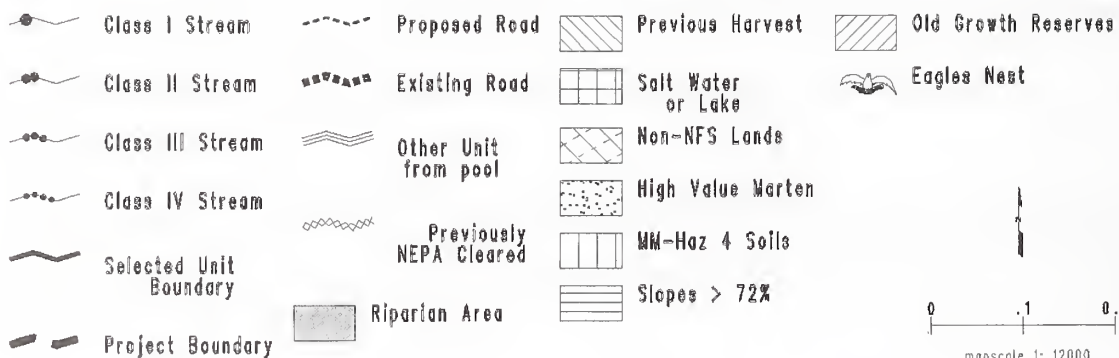 Class I Stream
Class II Stream
Class III Stream
Class IV Stream
Selected Unit
Boundary
Project Boundary
Proposed Road
Existing Road
Other Unit
from pool
Previously
NEPA Cleared
Riparian Area
Previous Harvest
Salt Water
or Lake
Non-NFS Lands
High Value Marten
MM-Haz 4 Soils
Slopes > 72%
Old Growth Reserves
Eagles Nest
0 .1 0.
mapscale 1: 12000